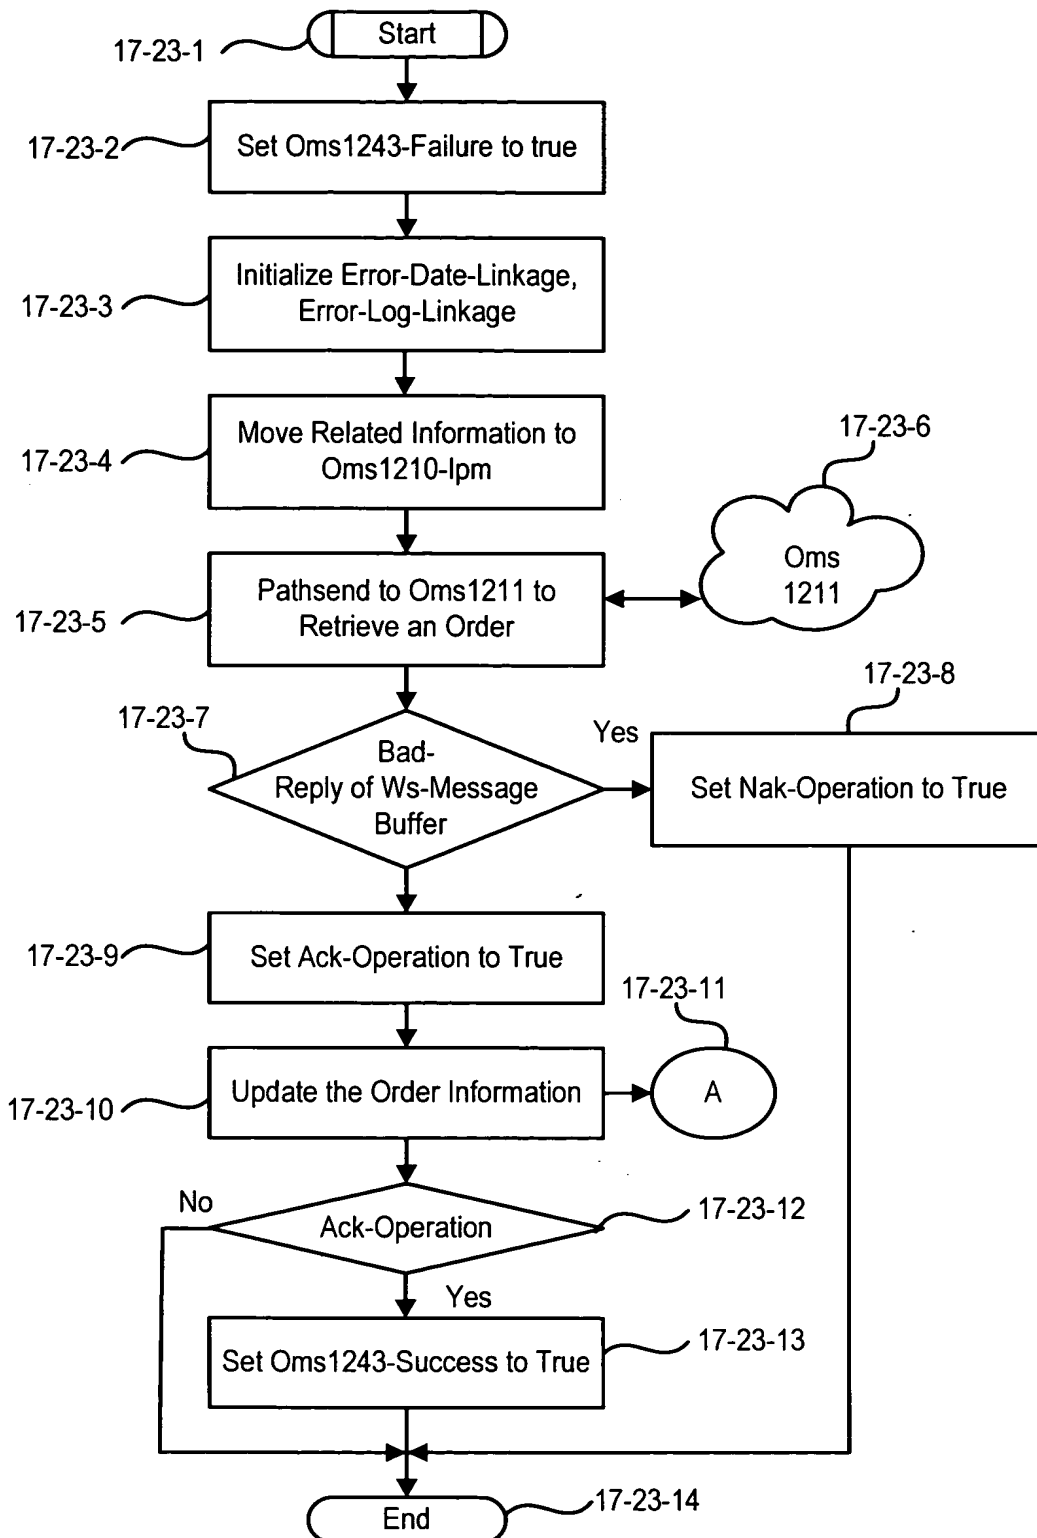 Start
17-23-1
17-23-2
Set Oms1243-Failure to true
Initialize Error-Date-Linkage,
Error-Log-Linkage
17-23-3
Move Related Information to
Oms1210-Ipm
17-23-4
17-23-6
Oms
1211
Pathsend to Oms1211 to
Retrieve an Order
17-23-5
17-23-8
17-23-7
Yes
Bad-
Reply of Ws-Message
Buffer
Set Nak-Operation to True
17-23-9
Set Ack-Operation to True
17-23-11
Update the Order Information
A
17-23-10
No
Ack-Operation
17-23-12
Yes
17-23-13
Set Oms1243-Success to True
17-23-14
End